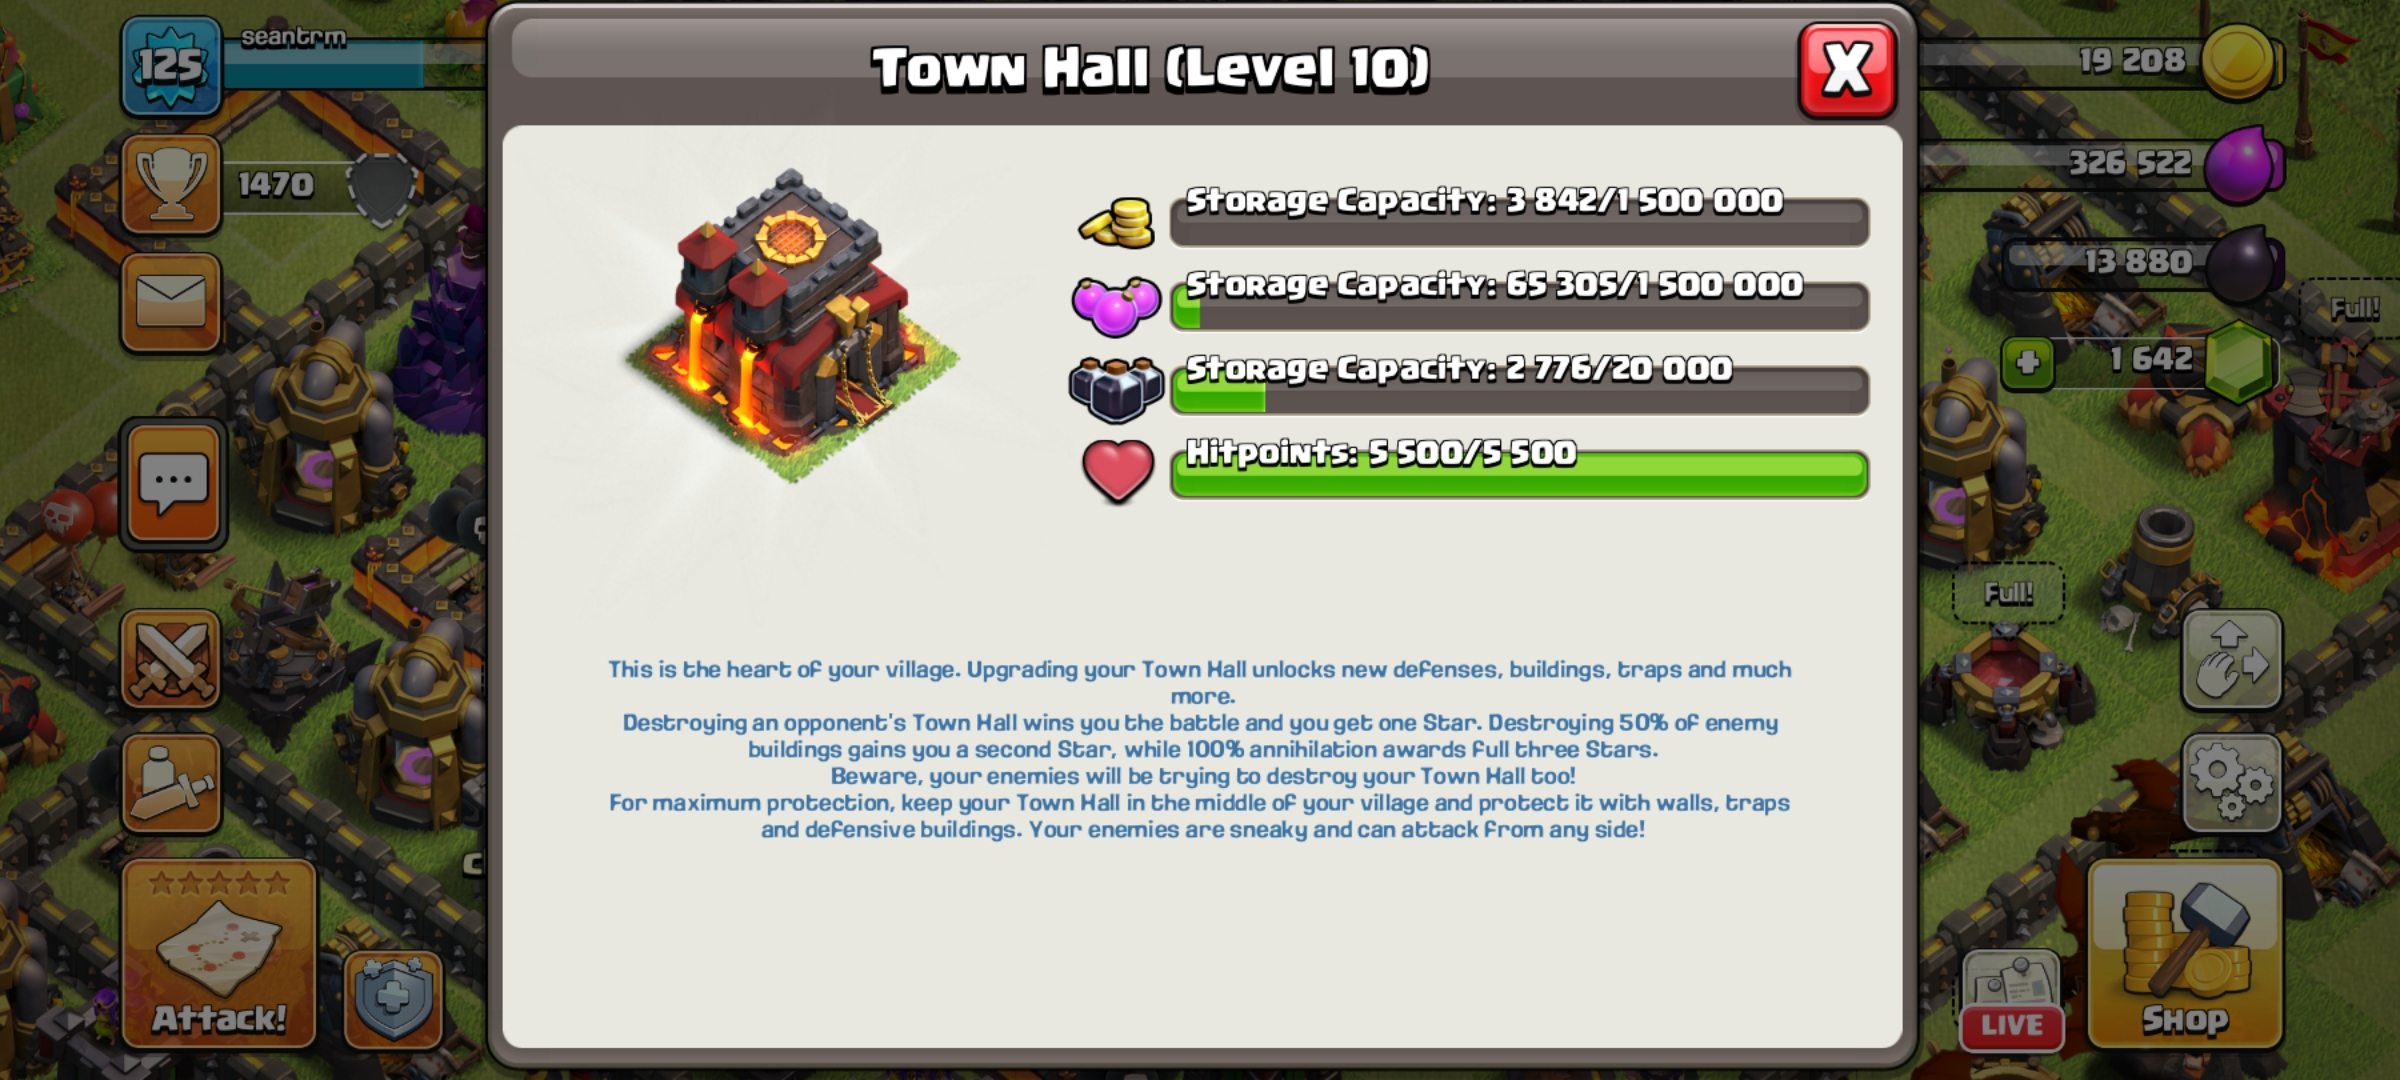 125
seantrm
Town Hall (Level 10)
X
19 208
1470
326 522
13 880
Full!
1 642
Storage Capacity: 3 842/1 500 000
Storage Capacity: 65 305/1 500 000
Storage Capacity: 2 776/20 000
Hitpoints: 5 500/5 500
Full!
This is the heart of your village. Upgrading your Town Hall unlocks new defenses, buildings, traps and much
more.
Destroying an opponent's Town Hall wins you the battle and you get one Star. Destroying 50% of enemy
buildings gains you a second Star, while 100% annihilation awards full three Stars.
Beware, your enemies will be trying to destroy your Town Hall too!
For maximum protection, keep your Town Hall in the middle of your village and protect it with walls, traps
and defensive buildings. Your enemies are sneaky and can attack from any side!
Attack!
LIVE
Shop